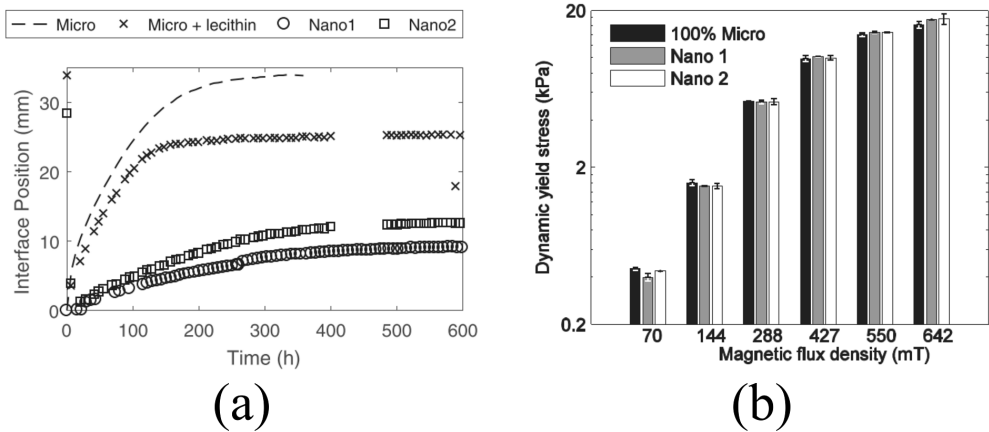 Micro Micro + lecithin Nano1 Nano2
Interface Position (mm)
30
20
10
0
0 100 200 300 400 500 600
Time (h)
(a)
20
2
0.2
Dynamic yield stress (kPa)
100% Micro
Nano 1
Nano 2
70 144 288 427 550 642
Magnetic flux density (mT)
(b)